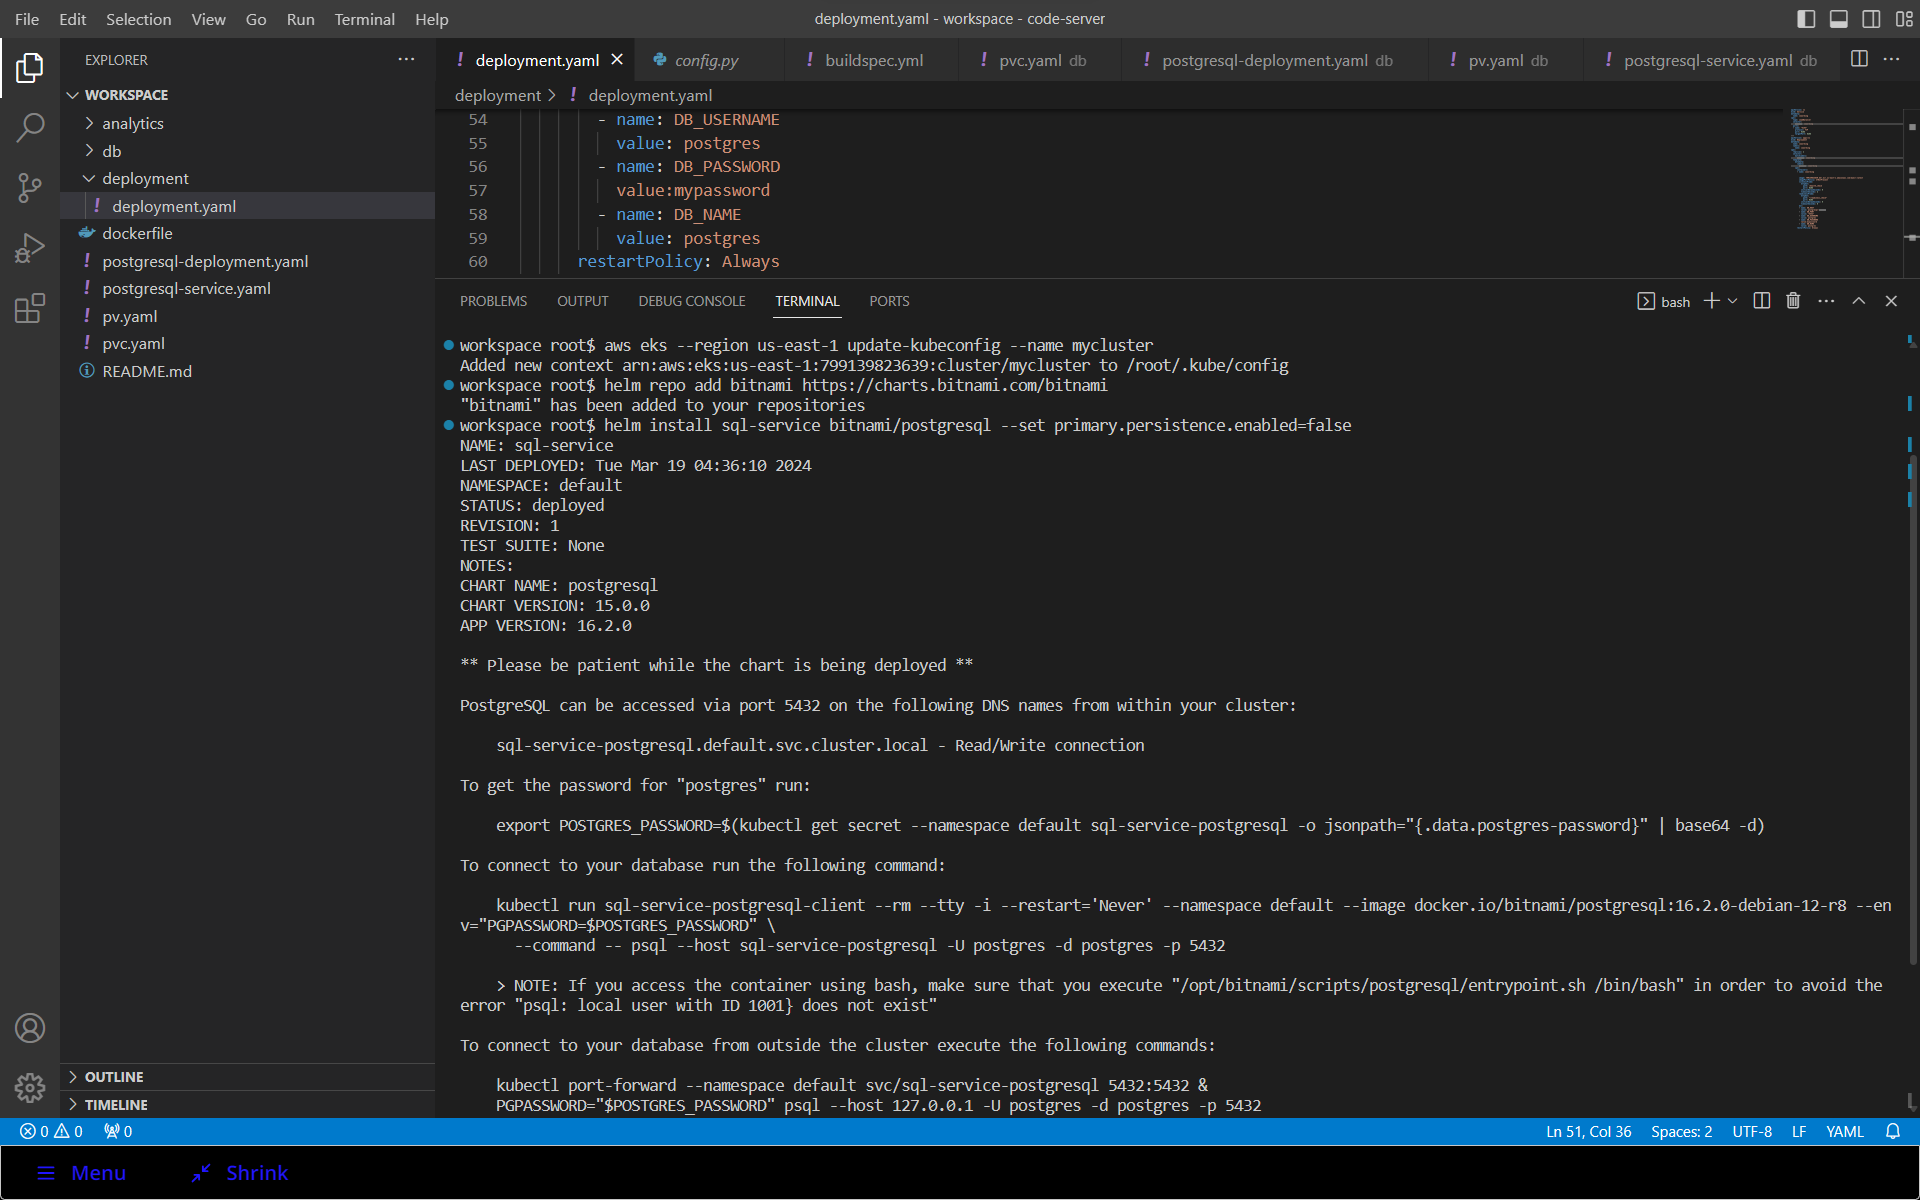 File Edit Selection View Go Run Terminal Help
deployment.yaml - workspace - code-server
EXPLORER
WORKSPACE
analytics
db
deployment
! deployment.yaml
dockerfile
! postgresql-deployment.yaml
! postgresql-service.yaml
! pv.yaml
! pvc.yaml
README.md
OUTLINE
TIMELINE
! deployment.yaml
config.py
! buildspec.yml
! pvc.yaml db
! postgresql-deployment.yaml db
! pv.yaml db
! postgresql-service.yaml db
deployment > ! deployment.yaml
54 - name: DB_USERNAME
55 value: postgres
56 - name: DB_PASSWORD
57 value:mypassword
58 - name: DB_NAME
59 value: postgres
60 restartPolicy: Always
PROBLEMS OUTPUT DEBUG CONSOLE TERMINAL PORTS
bash
workspace root$ aws eks --region us-east-1 update-kubeconfig --name mycluster
Added new context arn:aws:eks:us-east-1:799139823639:cluster/mycluster to /root/.kube/config
workspace root$ helm repo add bitnami https://charts.bitnami.com/bitnami
"bitnami" has been added to your repositories
workspace root$ helm install sql-service bitnami/postgresql --set primary.persistence.enabled=false
NAME: sql-service
LAST DEPLOYED: Tue Mar 19 04:36:10 2024
NAMESPACE: default
STATUS: deployed
REVISION: 1
TEST SUITE: None
NOTES:
CHART NAME: postgresql
CHART VERSION: 15.0.0
APP VERSION: 16.2.0
** Please be patient while the chart is being deployed **
PostgreSQL can be accessed via port 5432 on the following DNS names from within your cluster:
sql-service-postgresql.default.svc.cluster.local - Read/Write connection
To get the password for "postgres" run:
export POSTGRES_PASSWORD=$(kubectl get secret --namespace default sql-service-postgresql -o jsonpath="{.data.postgres-password}" | base64 -d)
To connect to your database run the following command:
kubectl run sql-service-postgresql-client --rm --tty -i --restart='Never' --namespace default --image docker.io/bitnami/postgresql:16.2.0-debian-12-r8 --en
v="PGPASSWORD=$POSTGRES_PASSWORD" \
--command -- psql --host sql-service-postgresql -U postgres -d postgres -p 5432
> NOTE: If you access the container using bash, make sure that you execute "/opt/bitnami/scripts/postgresql/entrypoint.sh /bin/bash" in order to avoid the
error "psql: local user with ID 1001} does not exist"
To connect to your database from outside the cluster execute the following commands:
kubectl port-forward --namespace default svc/sql-service-postgresql 5432:5432 &
PGPASSWORD="$POSTGRES_PASSWORD" psql --host 127.0.0.1 -U postgres -d postgres -p 5432
0 0 0
Ln 51, Col 36 Spaces: 2 UTF-8 LF YAML
Menu Shrink